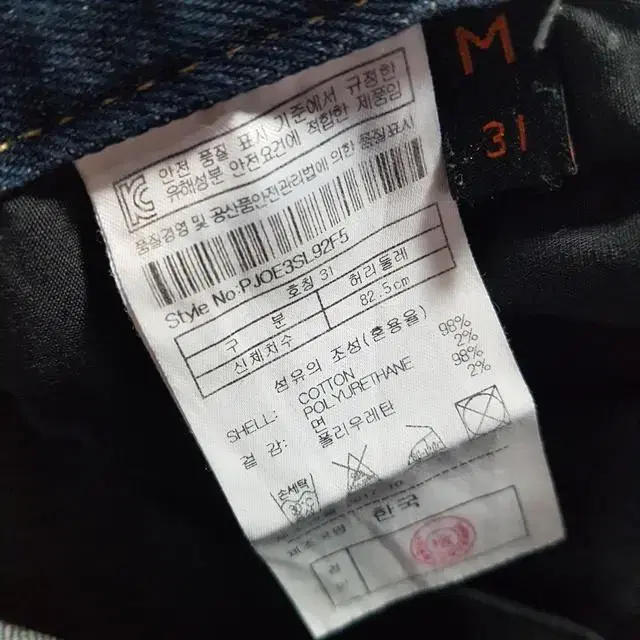 M
31
KC 안전 품질 표시 기준에서 규정한
유해성분 안전요건에 적합한 제품임
품질경영 및 공산품안전관리법에 의한 품질표시
Style No:PJOE3SL92F5
구 분 호칭 31 허리둘레
신체치수 82.5cm
섬유의 조성(혼용율)
SHELL: COTTON 98%
POLYURETHANE 2%
겉 감: 면 98%
폴리우레탄 2%
손세탁
한국